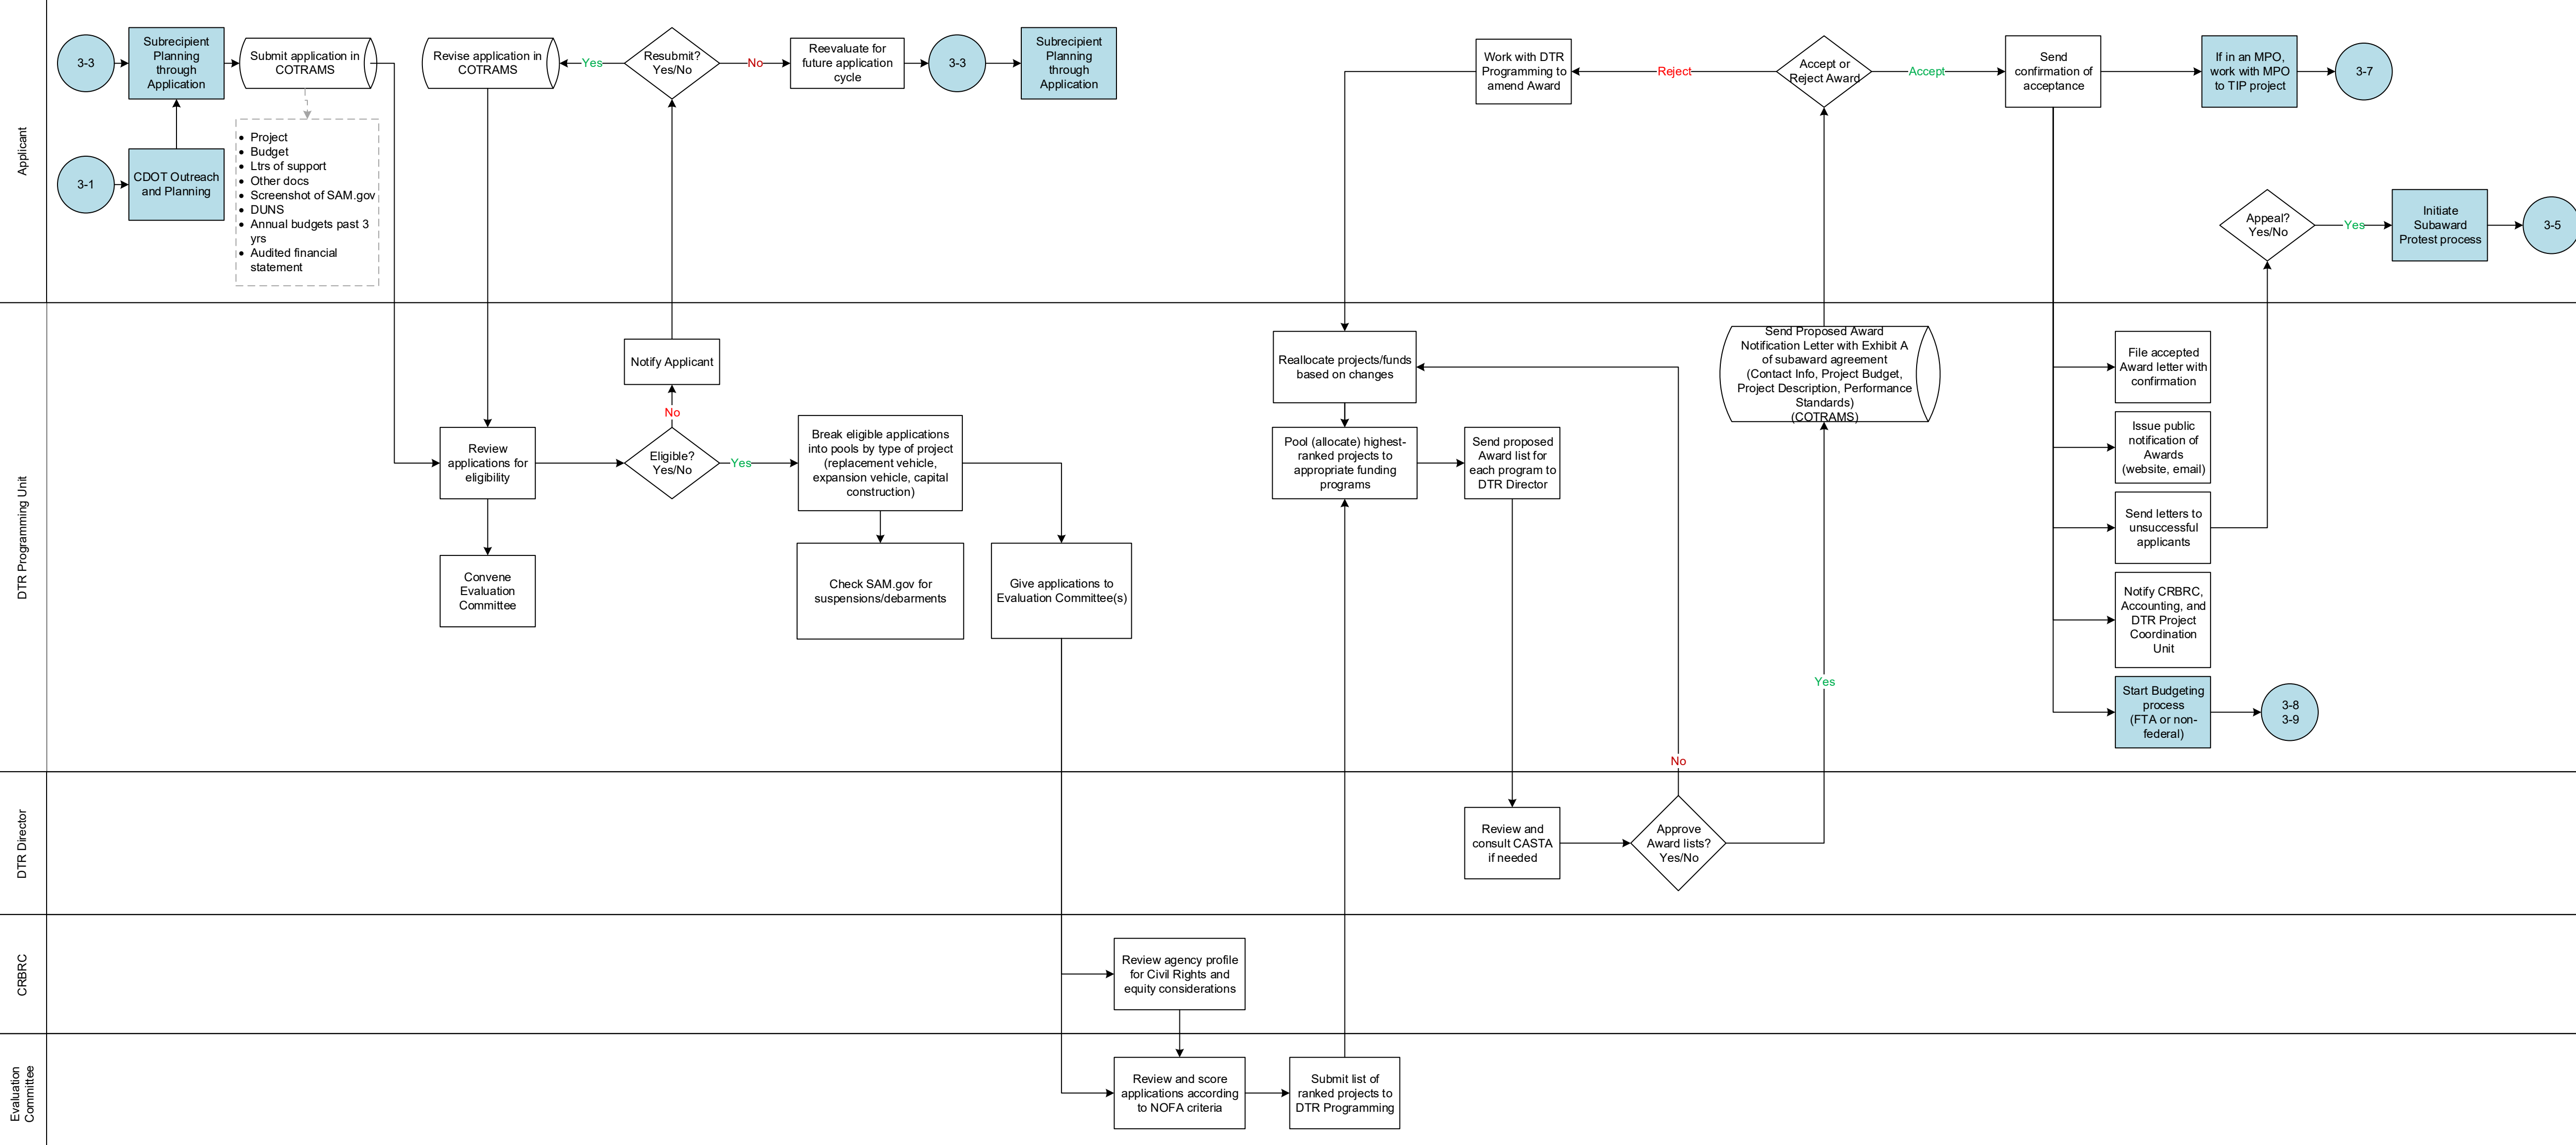 Applicant
3-3
Subrecipient
Planning
through
Application
Submit application in
COTRAMS
Revise application in
COTRAMS
Yes
Resubmit?
Yes/No
No
Reevaluate for
future application
cycle
3-3
Subrecipient
Planning
through
Application
Work with DTR
Programming to
amend Award
Reject
Accept or
Reject Award
Accept
Send
confirmation of
acceptance
If in an MPO,
work with MPO
to TIP project
3-7
3-1
CDOT Outreach
and Planning
• Project
• Budget
• Ltrs of support
• Other docs
• Screenshot of SAM.gov
• DUNS
• Annual budgets past 3
yrs
• Audited financial
statement
Appeal?
Yes/No
Yes
Initiate
Subaward
Protest process
3-5
DTR Programming Unit
Notify Applicant
No
Review
applications for
eligibility
Eligible?
Yes/No
Yes
Break eligible applications
into pools by type of project
(replacement vehicle,
expansion vehicle, capital
construction)
Convene
Evaluation
Committee
Check SAM.gov for
suspensions/debarments
Give applications to
Evaluation Committee(s)
Reallocate projects/funds
based on changes
Pool (allocate) highest-
ranked projects to
appropriate funding
programs
Send proposed
Award list for
each program to
DTR Director
Send Proposed Award
Notification Letter with Exhibit A
of subaward agreement
(Contact Info, Project Budget,
Project Description, Performance
Standards)
(COTRAMS)
Yes
No
File accepted
Award letter with
confirmation
Issue public
notification of
Awards
(website, email)
Send letters to
unsuccessful
applicants
Notify CRBRC,
Accounting, and
DTR Project
Coordination
Unit
Start Budgeting
process
(FTA or non-
federal)
3-8
3-9
DTR Director
Review and
consult CASTA
if needed
Approve
Award lists?
Yes/No
CRBRC
Review agency profile
for Civil Rights and
equity considerations
Evaluation
Committee
Review and score
applications according
to NOFA criteria
Submit list of
ranked projects to
DTR Programming